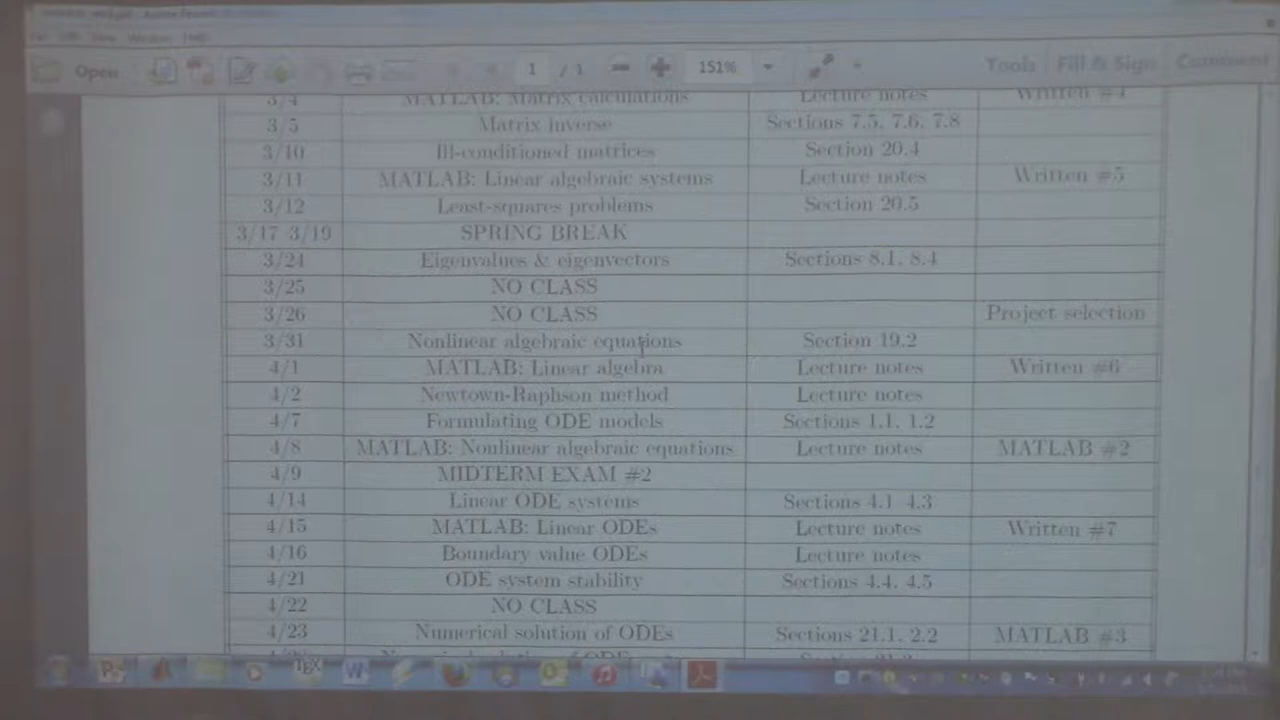 Open 1 / 1 151% Tools Fill & Sign Comment
3/4 MATLAB: Matrix calculations Lecture notes Written #4
3/5 Matrix inverse Sections 7.5, 7.6, 7.8
3/10 Ill-conditioned matrices Section 20.4
3/11 MATLAB: Linear algebraic systems Lecture notes Written #5
3/12 Least-squares problems Section 20.5
3/17–3/19 SPRING BREAK
3/24 Eigenvalues & eigenvectors Sections 8.1, 8.4
3/25 NO CLASS
3/26 NO CLASS Project selection
3/31 Nonlinear algebraic equations Section 19.2
4/1 MATLAB: Linear algebra Lecture notes Written #6
4/2 Newtown-Raphson method Lecture notes
4/7 Formulating ODE models Sections 1.1, 1.2
4/8 MATLAB: Nonlinear algebraic equations Lecture notes MATLAB #2
4/9 MIDTERM EXAM #2
4/14 Linear ODE systems Sections 4.1–4.3
4/15 MATLAB: Linear ODEs Lecture notes Written #7
4/16 Boundary value ODEs Lecture notes
4/21 ODE system stability Sections 4.4, 4.5
4/22 NO CLASS
4/23 Numerical solution of ODEs Sections 21.1, 2.2 MATLAB #3